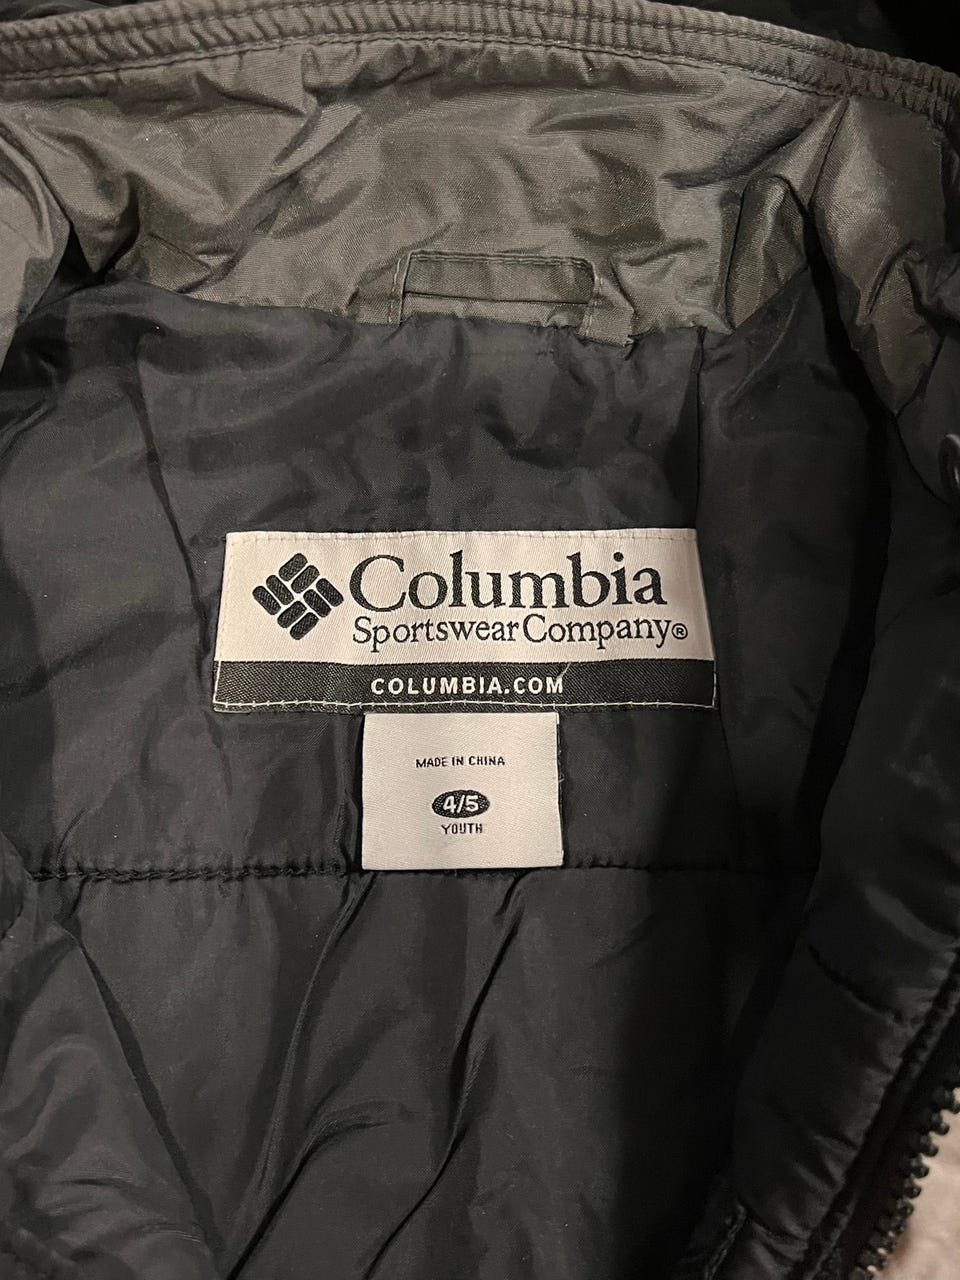 Columbia
Sportswear Company®
COLUMBIA.COM
MADE IN CHINA
4/5
YOUTH